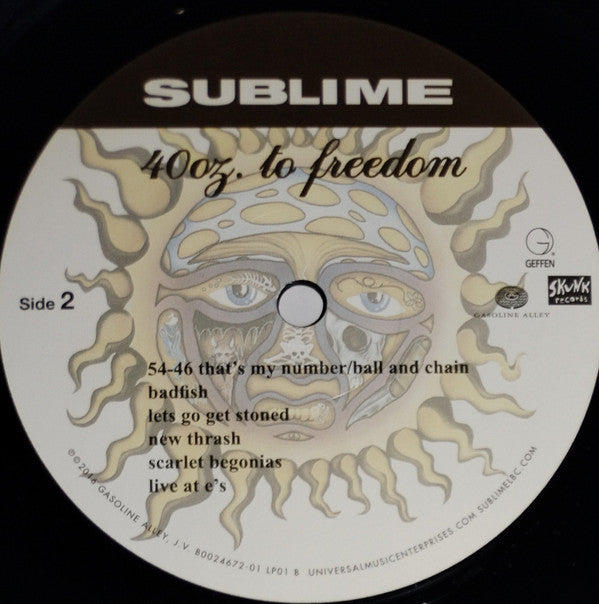 SUBLIME
40oz. to freedom
G
GEFFEN
Side 2
GASOLINE ALLEY
SKUNK
records
54-46 that's my number/ball and chain
badfish
lets go get stoned
new thrash
scarlet begonias
live at e's
℗©2016 GASOLINE ALLEY. J.V. B0024672-01 LP01 B UNIVERSALMUSICENTERPRISES.COM SUBLIMELBC.COM